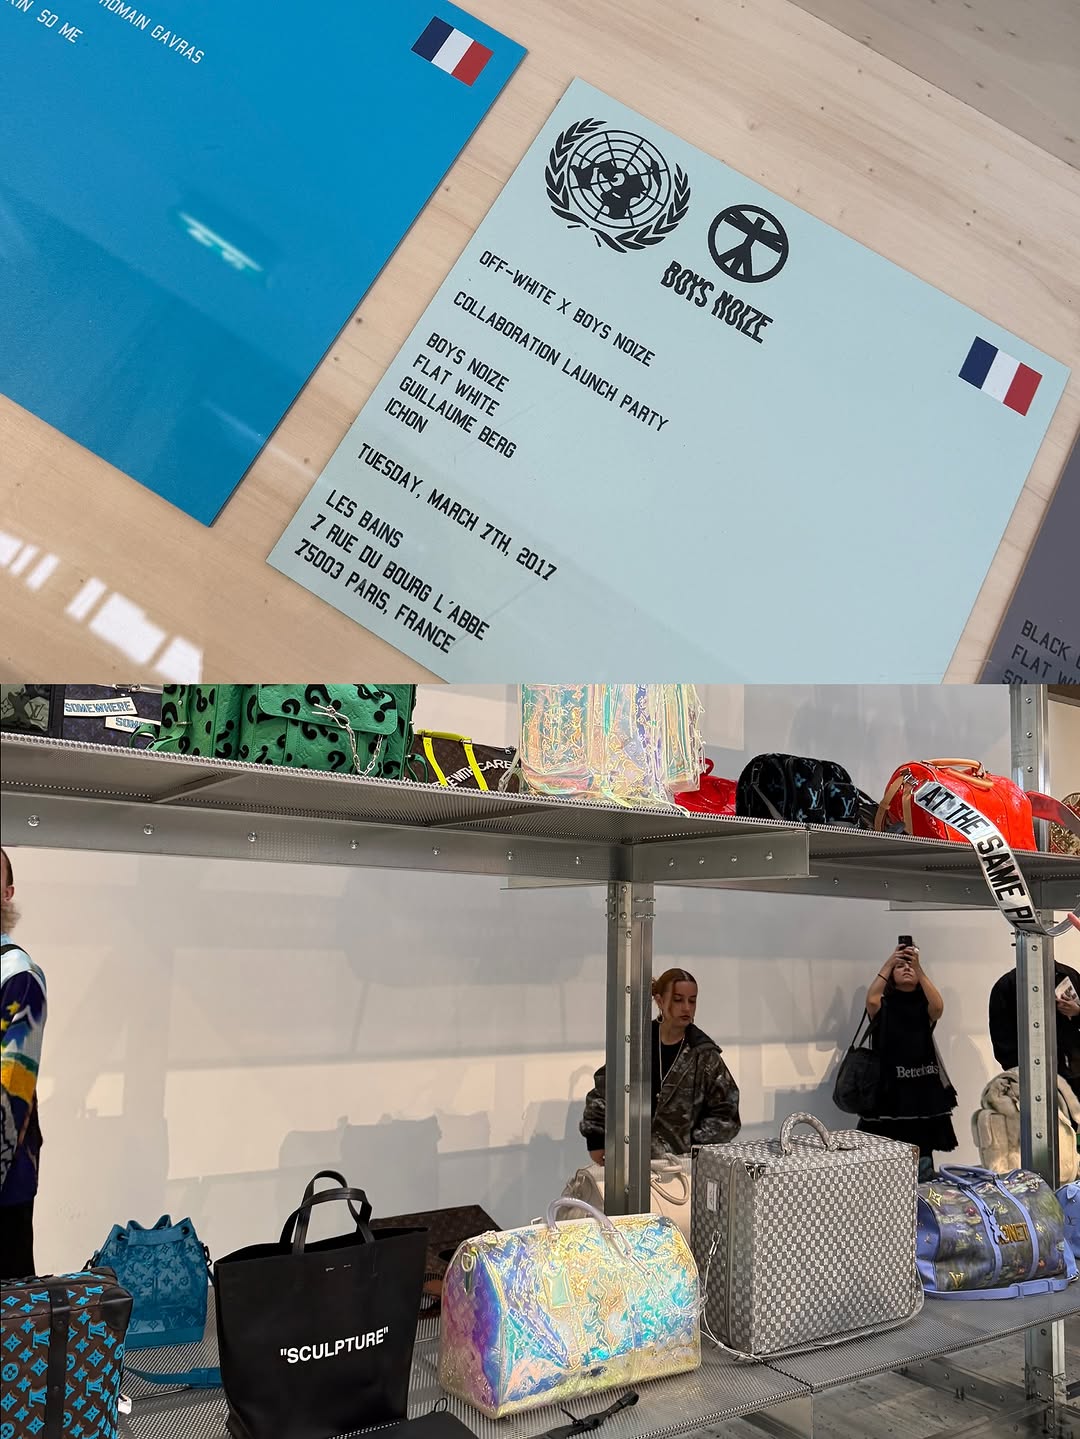 ROMAIN GAVRAS
SO ME
BOYS NOIZE
OFF-WHITE X BOYS NOIZE
COLLABORATION LAUNCH PARTY
BOYS NOIZE
FLAT WHITE
GUILLAUME BERG
ICHON
TUESDAY, MARCH 7TH, 2017
LES BAINS
7 RUE DU BOURG L'ABBE
75003 PARIS, FRANCE
BLACK
FLAT
SOMEWHERE
AT THE SAME
"SCULPTURE"